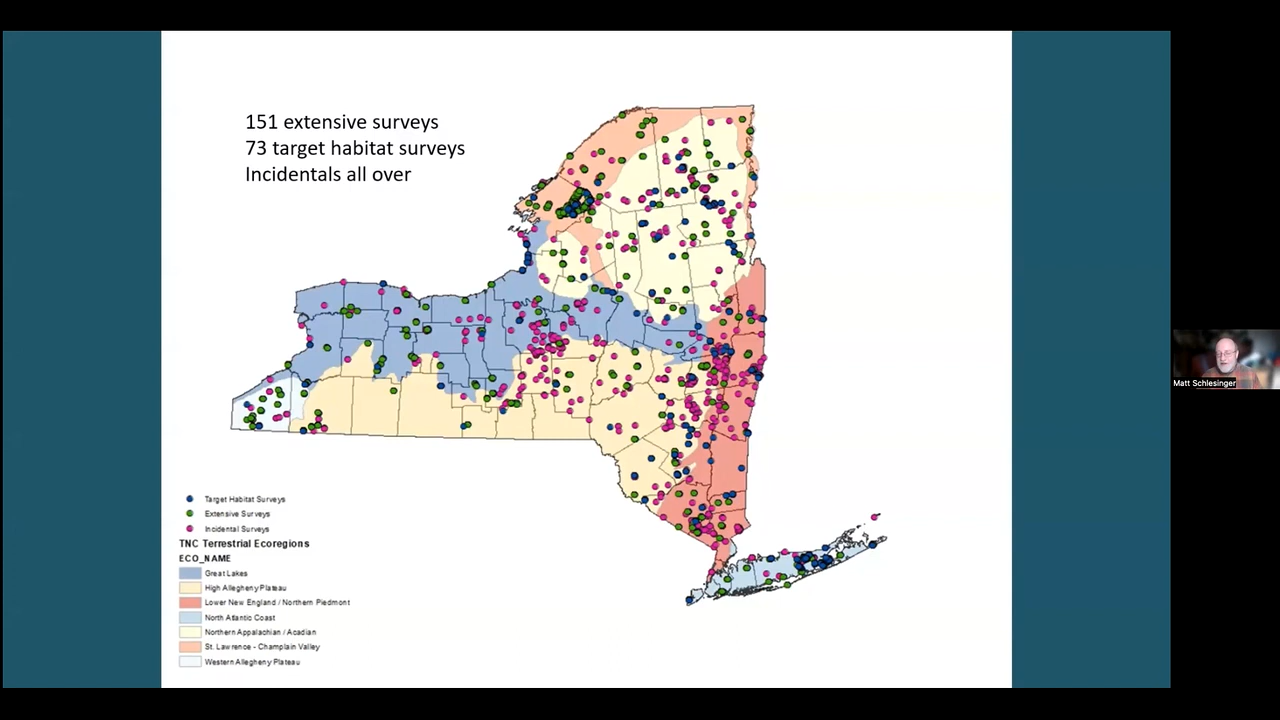 151 extensive surveys
73 target habitat surveys
Incidentals all over
Matt Schlesinger
Target Habitat Surveys
Extensive Surveys
Incidental Surveys
TNC Terrestrial Ecoregions
ECO_NAME
Great Lakes
High Allegheny Plateau
Lower New England / Northern Piedmont
North Atlantic Coast
Northern Appalachian / Acadian
St. Lawrence - Champlain Valley
Western Allegheny Plateau